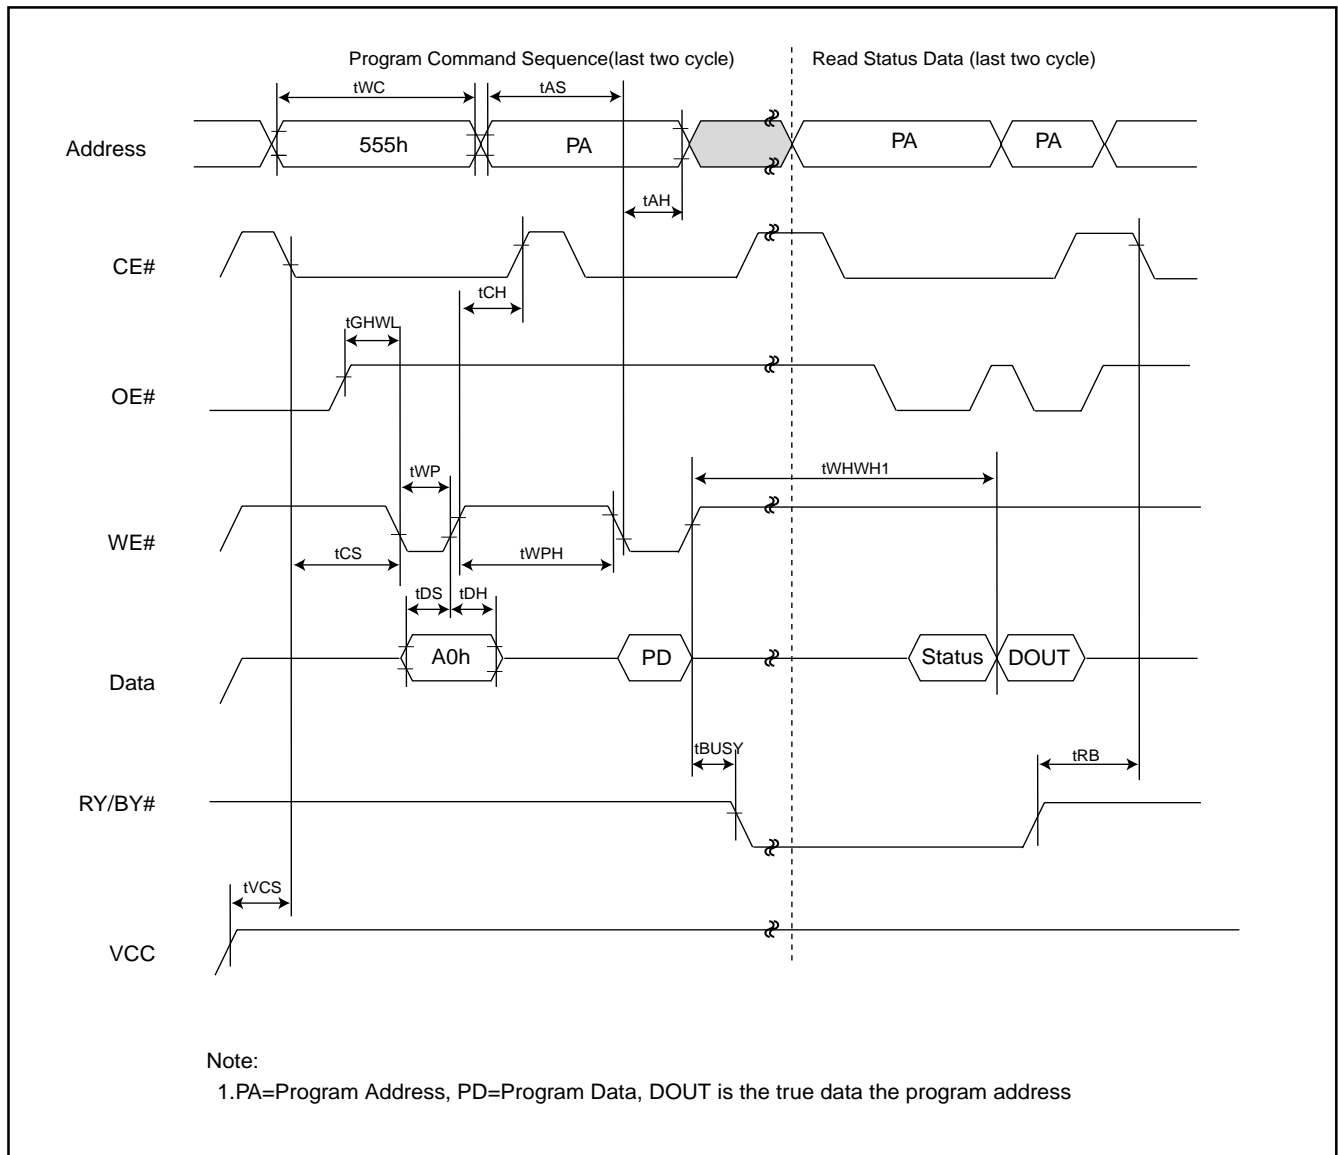 Program Command Sequence(last two cycle)
Read Status Data (last two cycle)
tWC
tAS
Address
555h
PA
PA
PA
tAH
CE#
tCH
tGHWL
OE#
tWHWH1
tWP
WE#
tCS
tWPH
tDS
tDH
A0h
PD
Status
DOUT
Data
tBUSY
tRB
RY/BY#
tVCS
VCC
Note:
1.PA=Program Address, PD=Program Data, DOUT is the true data the program address